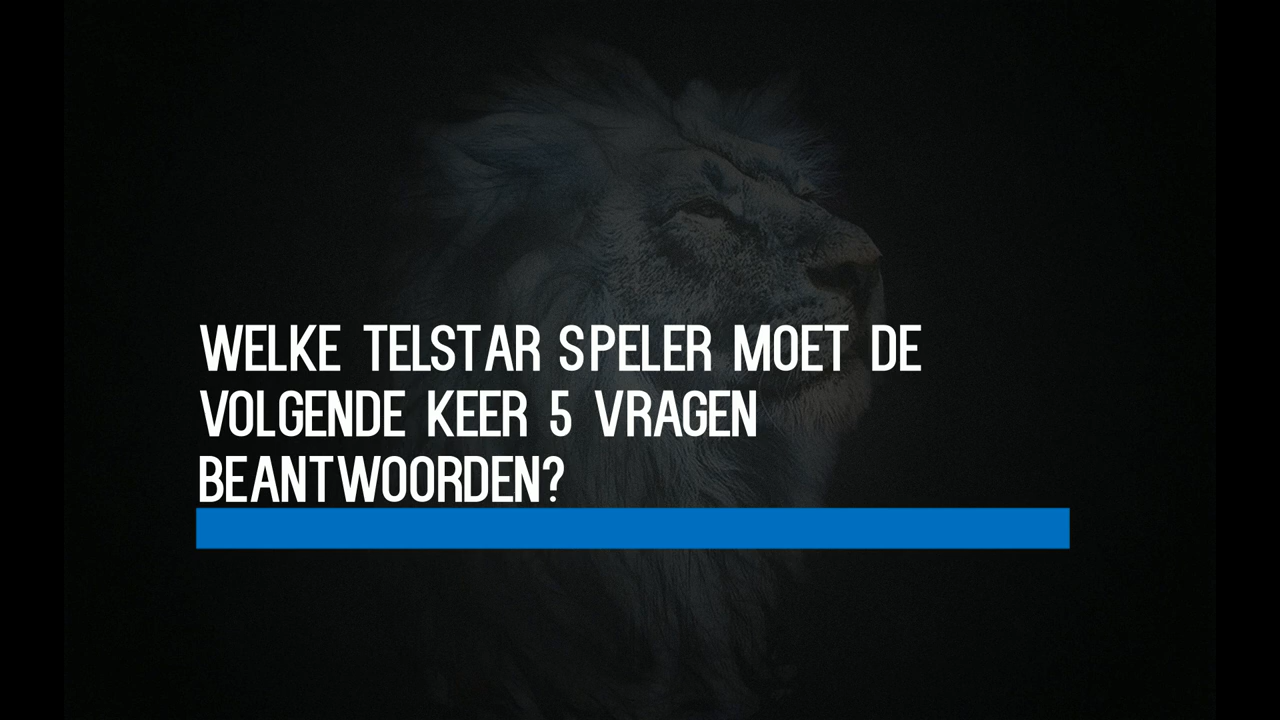 WELKE TELSTAR SPELER MOET DE
VOLGENDE KEER 5 VRAGEN
BEANTWOORDEN?